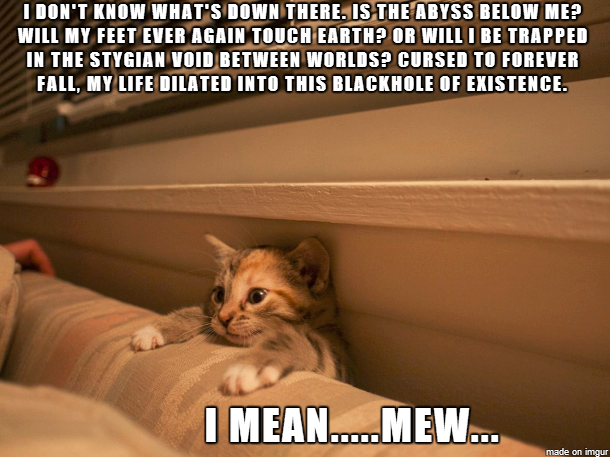 I DON'T KNOW WHAT'S DOWN THERE. IS THE ABYSS BELOW ME?
WILL MY FEET EVER AGAIN TOUCH EARTH? OR WILL I BE TRAPPED
IN THE STYGIAN VOID BETWEEN WORLDS? CURSED TO FOREVER
FALL, MY LIFE DILATED INTO THIS BLACKHOLE OF EXISTENCE.
I MEAN.....MEW...
made on imgur